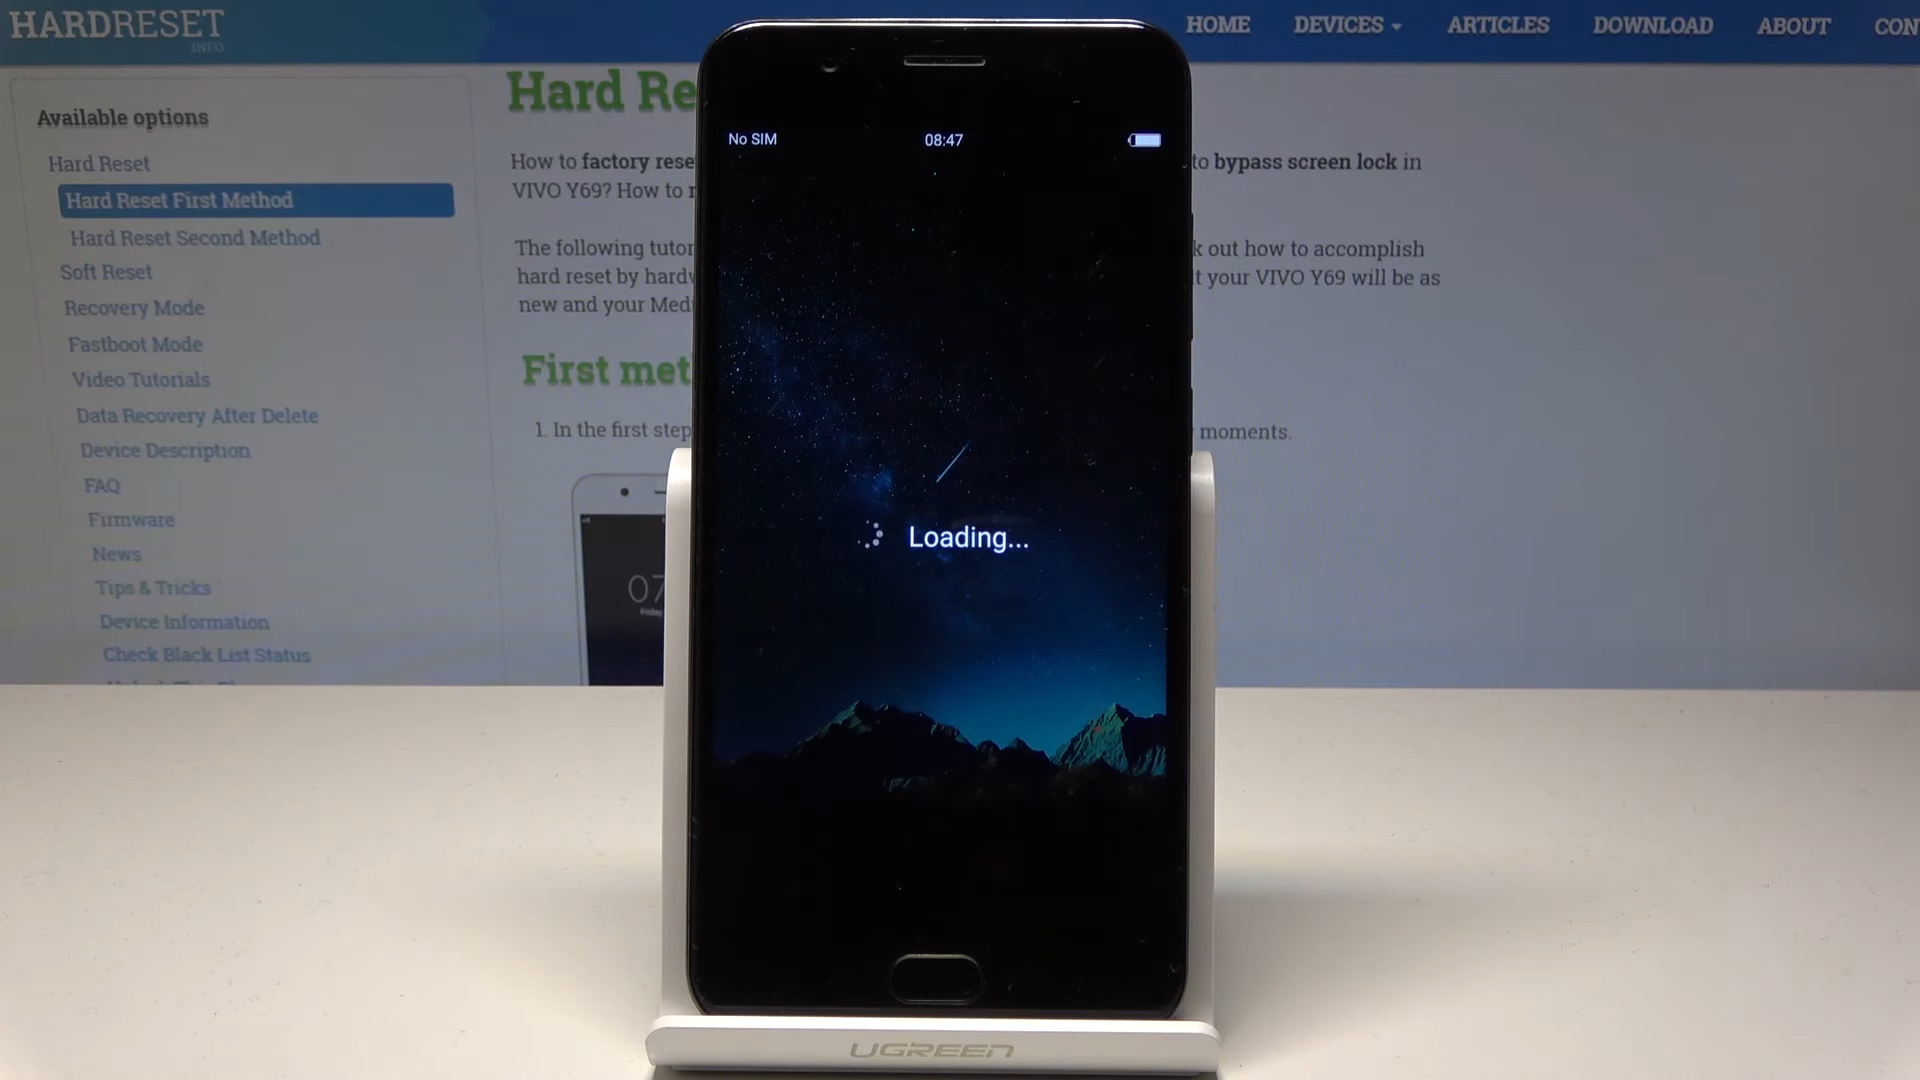 HARDRESET
.INFO
HOME DEVICES ARTICLES DOWNLOAD ABOUT CON
Available options
Hard Reset
Hard Reset First Method
Hard Reset Second Method
Soft Reset
Recovery Mode
Fastboot Mode
Video Tutorials
Data Recovery After Delete
Device Description
FAQ
Firmware
News
Tips & Tricks
Device Information
Check Black List Status
Hard Re
How to factory rese to bypass screen lock in
VIVO Y69? How to r
The following tutor k out how to accomplish
hard reset by hardw t your VIVO Y69 will be as
new and your Med
First met
1. In the first step moments.
07
Friday
No SIM 08:47
Loading...
UGREEN